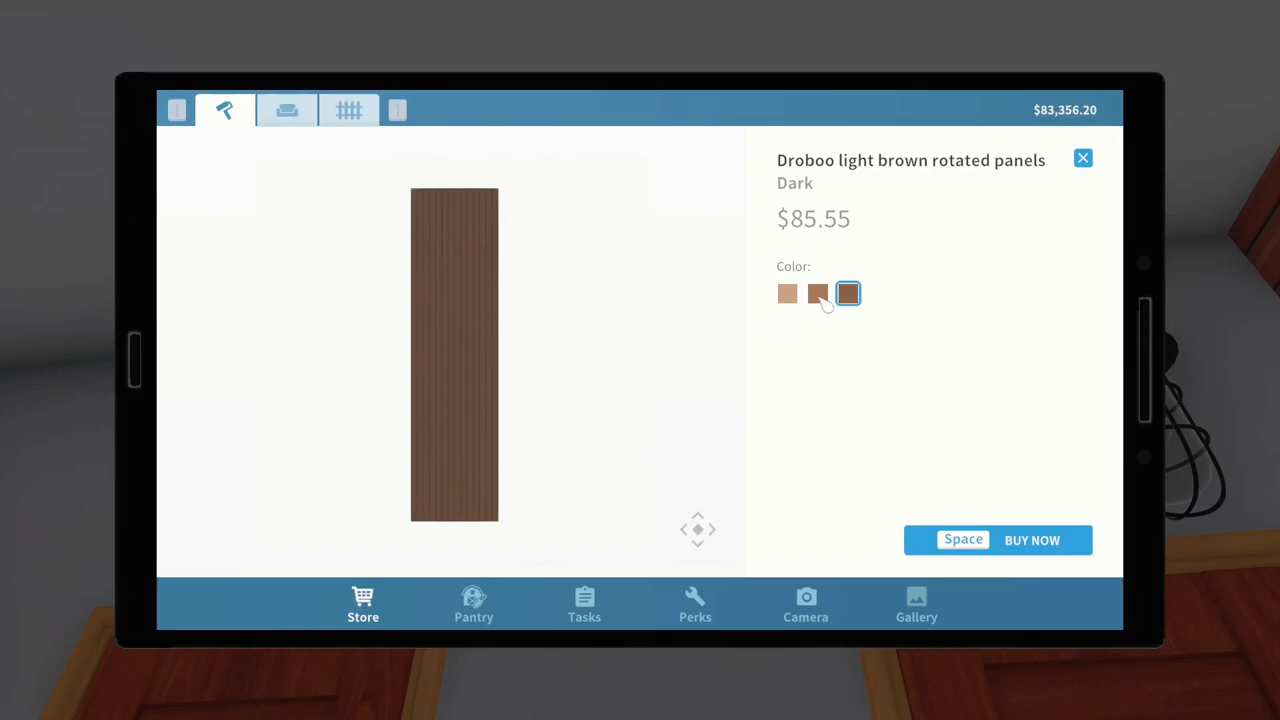 $83,356.20
Droboo light brown rotated panels
Dark
$85.55
Color:
Space BUY NOW
Store Pantry Tasks Perks Camera Gallery